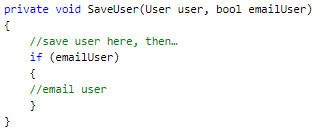 private void SaveUser(User user, bool emailUser)
{
    //save user here, then…
    if (emailUser)
    {
    //email user
    }
}